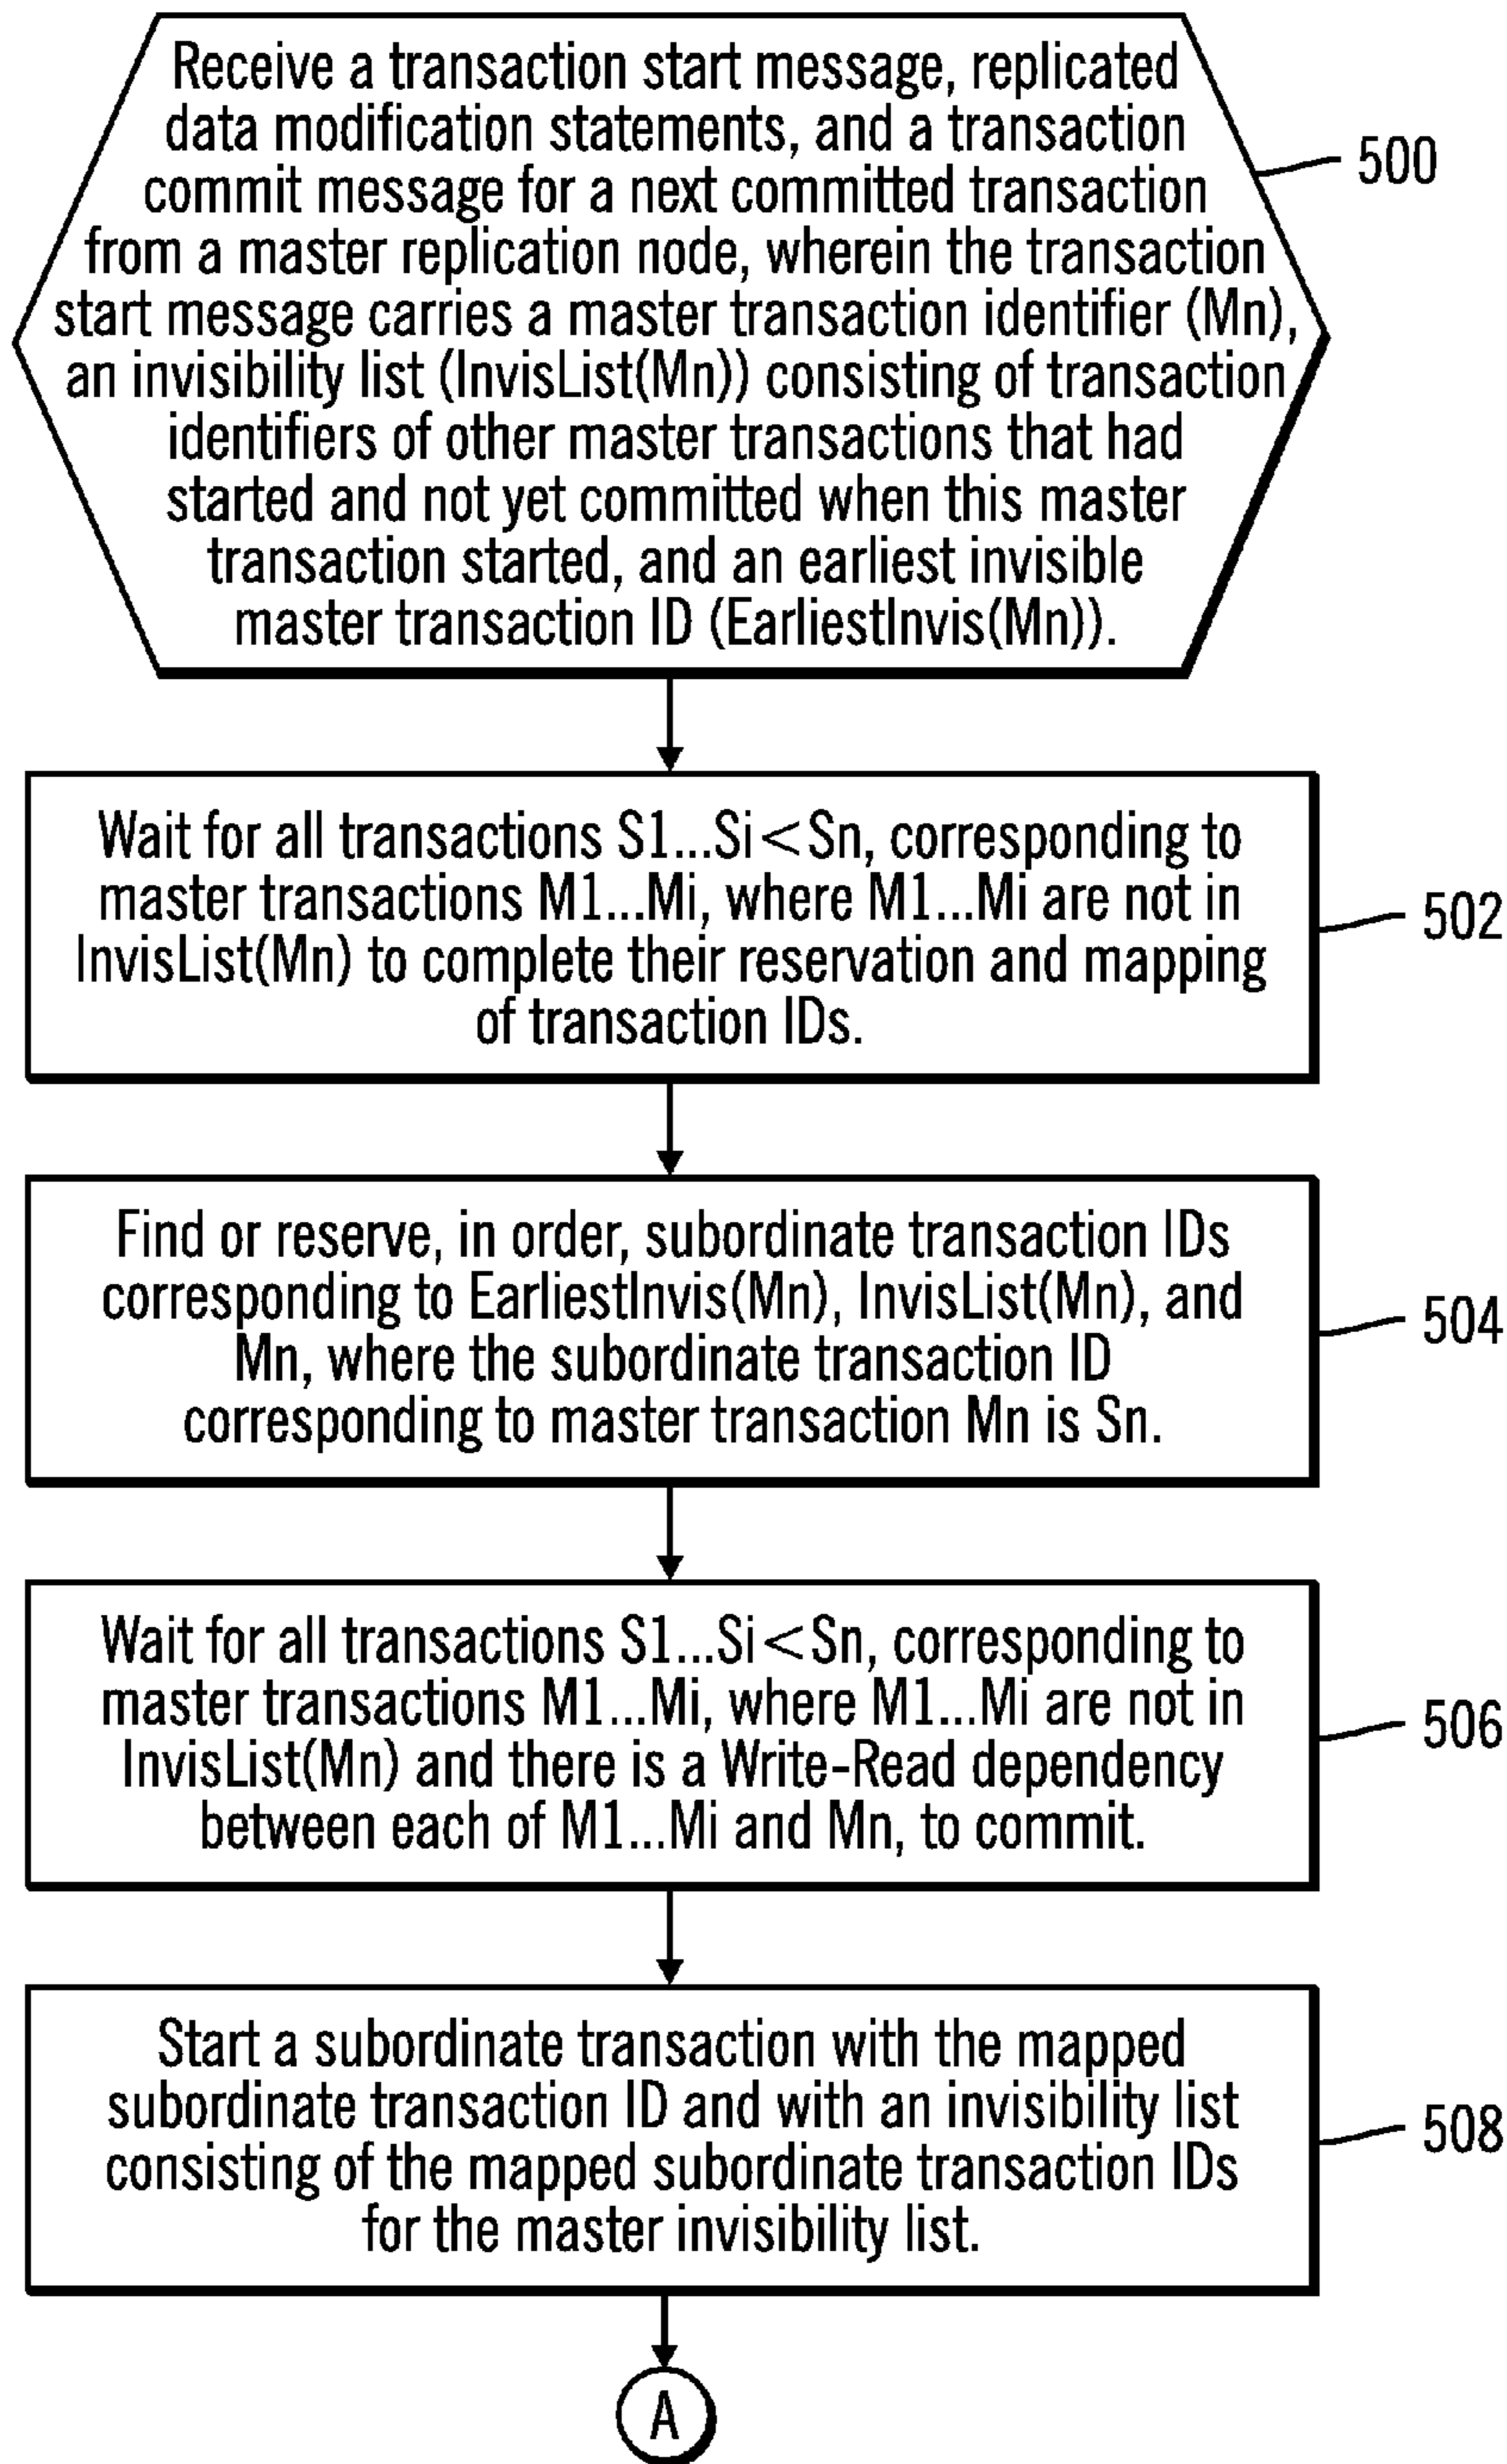 Receive a transaction start message, replicated
data modification statements, and a transaction
commit message for a next committed transaction
from a master replication node, wherein the transaction
start message carries a master transaction identifier (Mn),
an invisibility list (InvisList(Mn)) consisting of transaction
identifiers of other master transactions that had
started and not yet committed when this master
transaction started, and an earliest invisible
master transaction ID (EarliestInvis(Mn)).
500
Wait for all transactions S1...Si<Sn, corresponding to
master transactions M1...Mi, where M1...Mi are not in
InvisList(Mn) to complete their reservation and mapping
of transaction IDs.
502
Find or reserve, in order, subordinate transaction IDs
corresponding to EarliestInvis(Mn), InvisList(Mn), and
Mn, where the subordinate transaction ID
corresponding to master transaction Mn is Sn.
504
Wait for all transactions S1...Si<Sn, corresponding to
master transactions M1...Mi, where M1...Mi are not in
InvisList(Mn) and there is a Write-Read dependency
between each of M1...Mi and Mn, to commit.
506
Start a subordinate transaction with the mapped
subordinate transaction ID and with an invisibility list
consisting of the mapped subordinate transaction IDs
for the master invisibility list.
508
A